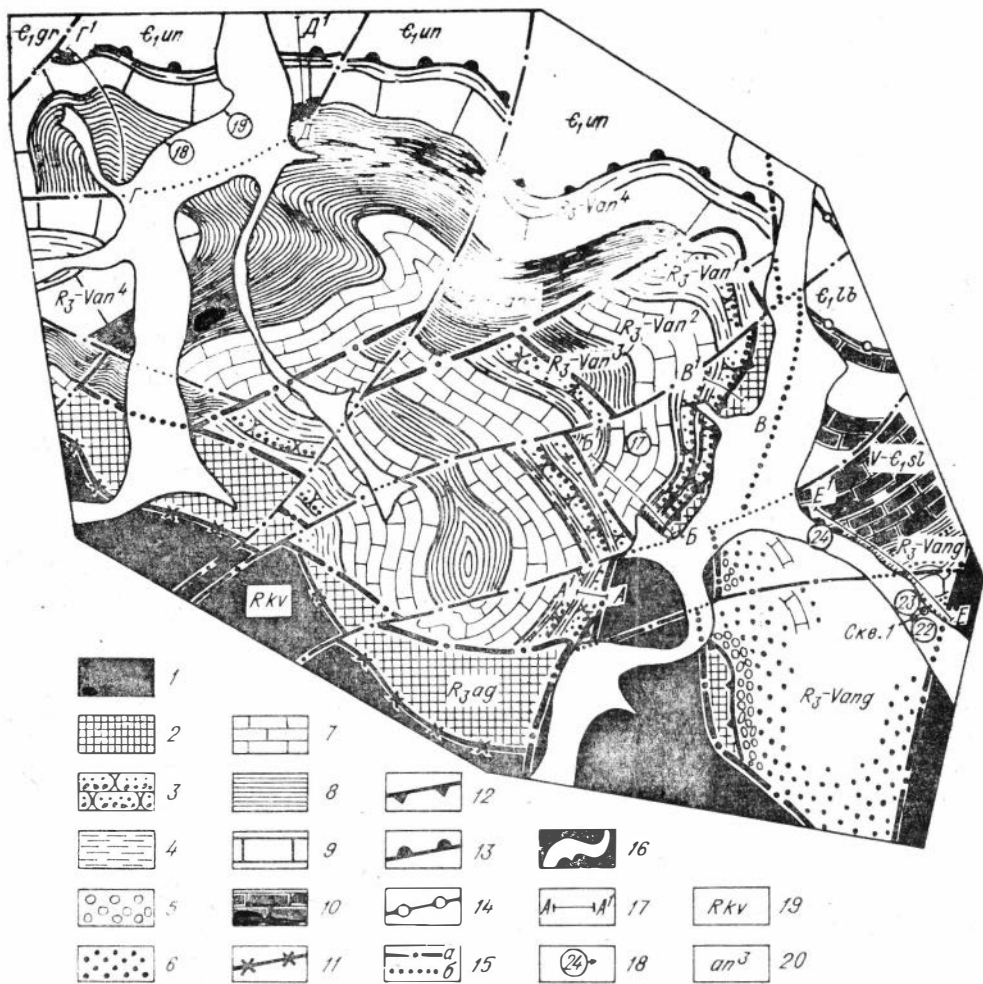 Є₁gr Г¹ Є₁un Д¹ Є₁un
19
18
Є₁un
Д
Г
R₃-Van⁴
R₃-Van⁴
R₃-Van¹
Є₁lb
R₃-Van²
R₃-Van³
В¹
В
Б¹
17
V-Є₁sl
Е¹
Б
24
R₃-Vang
Rkv
А¹ А
23
Скв.1 22 Е
R₃ag
R₃-Vang
1
2 7
3 8 12
4 9 13 16
5 10 14 А А¹ 17 Rkv 19
6 11 а б 15 24 18 an³ 20